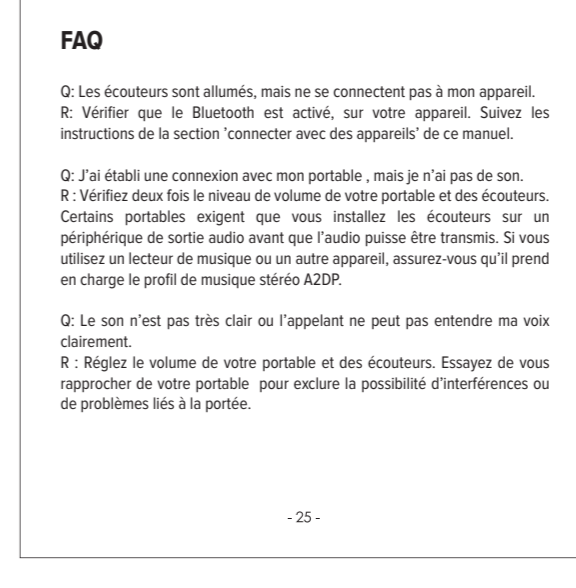 FAQ
Q: Les écouteurs sont allumés, mais ne se connectent pas à mon appareil.
R: Vérifier que le Bluetooth est activé, sur votre appareil. Suivez les
instructions de la section 'connecter avec des appareils' de ce manuel.
Q: J'ai établi une connexion avec mon portable , mais je n'ai pas de son.
R : Vérifiez deux fois le niveau de volume de votre portable et des écouteurs.
Certains portables exigent que vous installez les écouteurs sur un
périphérique de sortie audio avant que l'audio puisse être transmis. Si vous
utilisez un lecteur de musique ou un autre appareil, assurez-vous qu'il prend
en charge le profil de musique stéréo A2DP.
Q: Le son n'est pas très clair ou l'appelant ne peut pas entendre ma voix
clairement.
R : Réglez le volume de votre portable et des écouteurs. Essayez de vous
rapprocher de votre portable pour exclure la possibilité d'interférences ou
de problèmes liés à la portée.
- 25 -